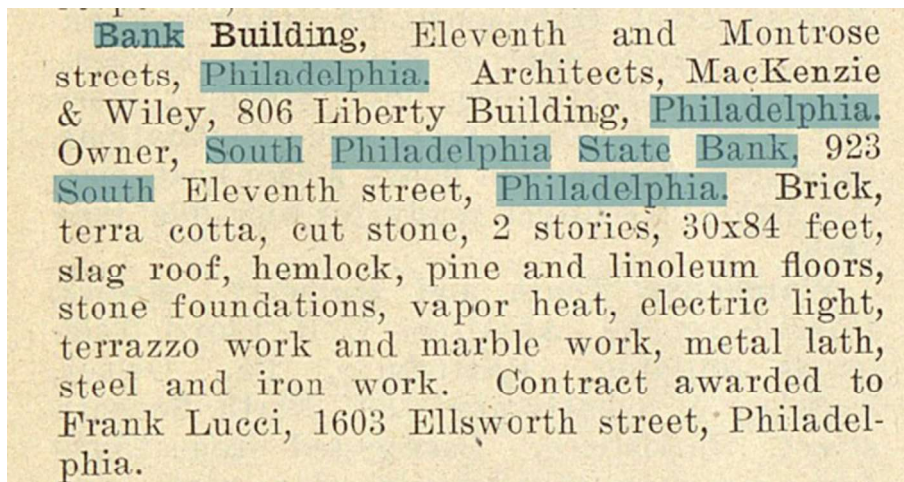 Bank Building, Eleventh and Montrose
streets, Philadelphia. Architects, MacKenzie
& Wiley, 806 Liberty Building, Philadelphia.
Owner, South Philadelphia State Bank, 923
South Eleventh street, Philadelphia. Brick,
terra cotta, cut stone, 2 stories, 30x84 feet,
slag roof, hemlock, pine and linoleum floors,
stone foundations, vapor heat, electric light,
terrazzo work and marble work, metal lath,
steel and iron work. Contract awarded to
Frank Lucci, 1603 Ellsworth street, Philadel-
phia.